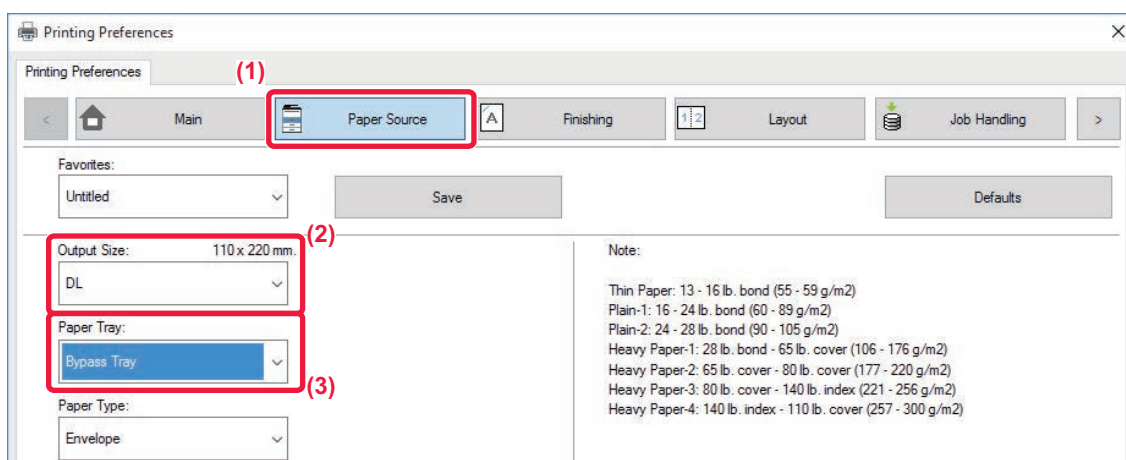 Printing Preferences
Printing Preferences
(1)
< Main Paper Source A Finishing 1 2 Layout Job Handling >
Favorites:
Untitled Save Defaults
(2)
Output Size: 110 x 220 mm.
DL
Paper Tray:
Bypass Tray
(3)
Paper Type:
Envelope
Note:
Thin Paper: 13 - 16 lb. bond (55 - 59 g/m2)
Plain-1: 16 - 24 lb. bond (60 - 89 g/m2)
Plain-2: 24 - 28 lb. bond (90 - 105 g/m2)
Heavy Paper-1: 28 lb. bond - 65 lb. cover (106 - 176 g/m2)
Heavy Paper-2: 65 lb. cover - 80 lb. cover (177 - 220 g/m2)
Heavy Paper-3: 80 lb. cover - 140 lb. index (221 - 256 g/m2)
Heavy Paper-4: 140 lb. index - 110 lb. cover (257 - 300 g/m2)